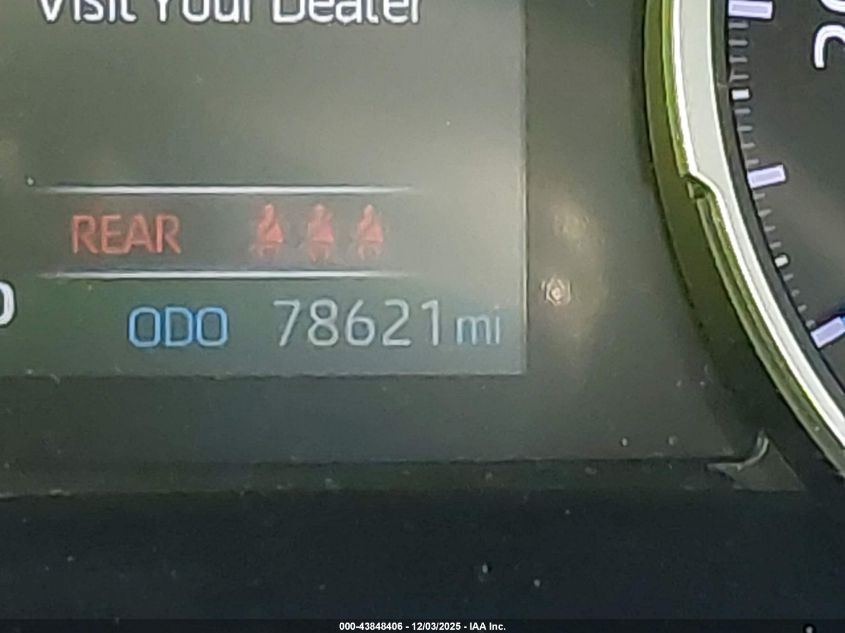 Visit Your Dealer
REAR
ODO 78621 mi
000-43848406 - 12/03/2025 - IAA Inc.